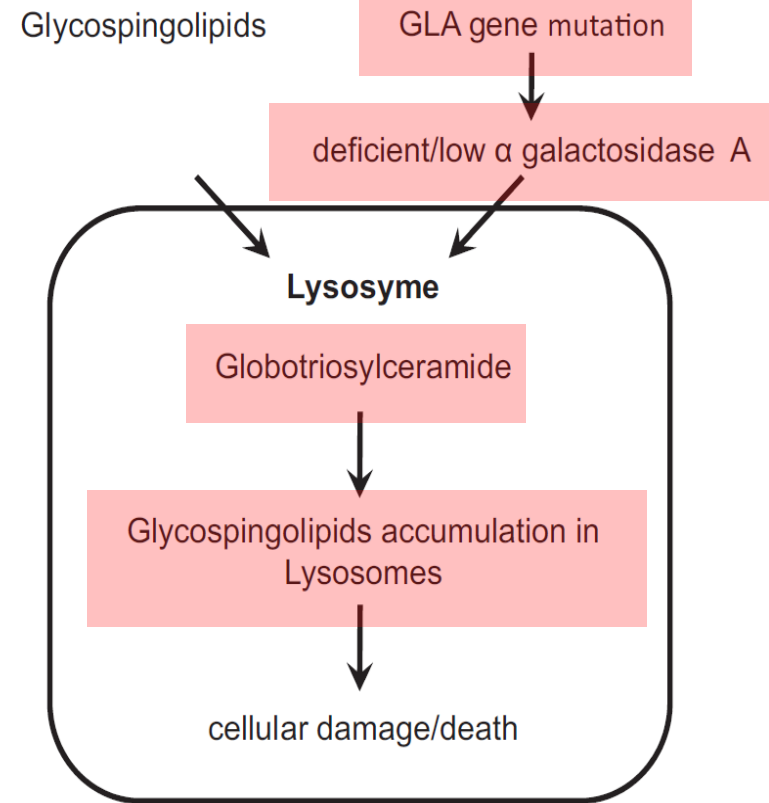 Glycospingolipids
GLA gene mutation
deficient/low α galactosidase A
Lysosyme
Globotriosylceramide
Glycospingolipids accumulation in
Lysosomes
cellular damage/death